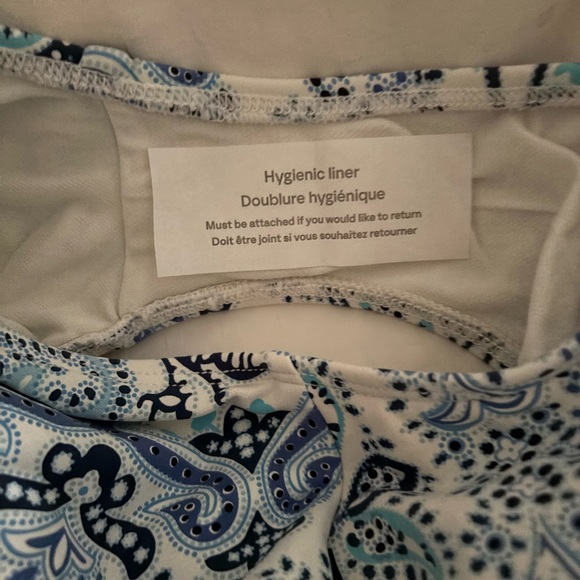 Hygienic liner
Doublure hygiénique
Must be attached if you would like to return
Doit être joint si vous souhaitez retourner